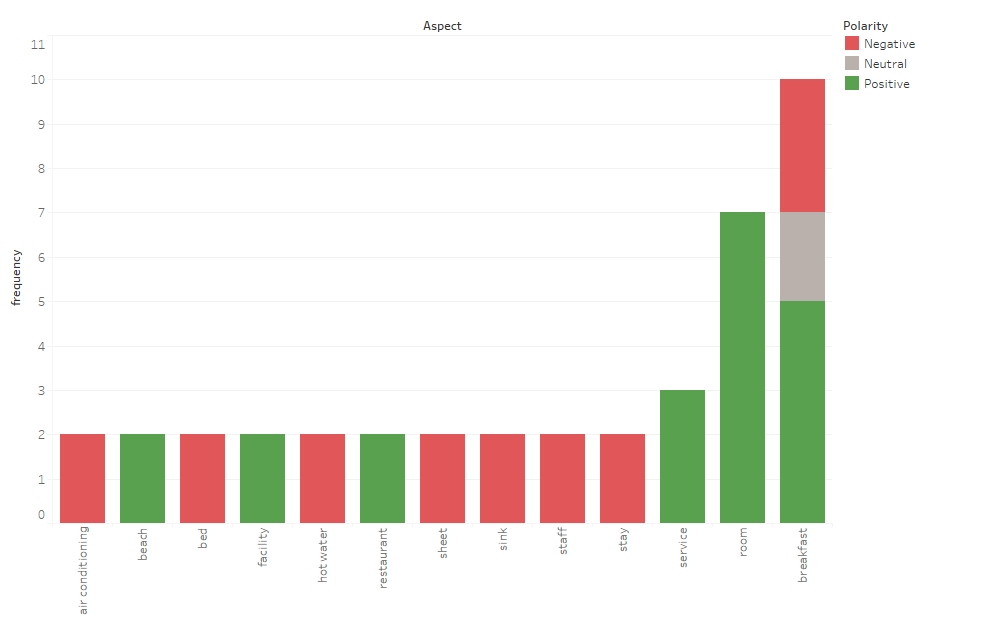 Aspect
Polarity
Negative
Neutral
Positive
frequency
11
10
9
8
7
6
5
4
3
2
1
0
air conditioning
beach
bed
facility
hot water
restaurant
sheet
sink
staff
stay
service
room
breakfast